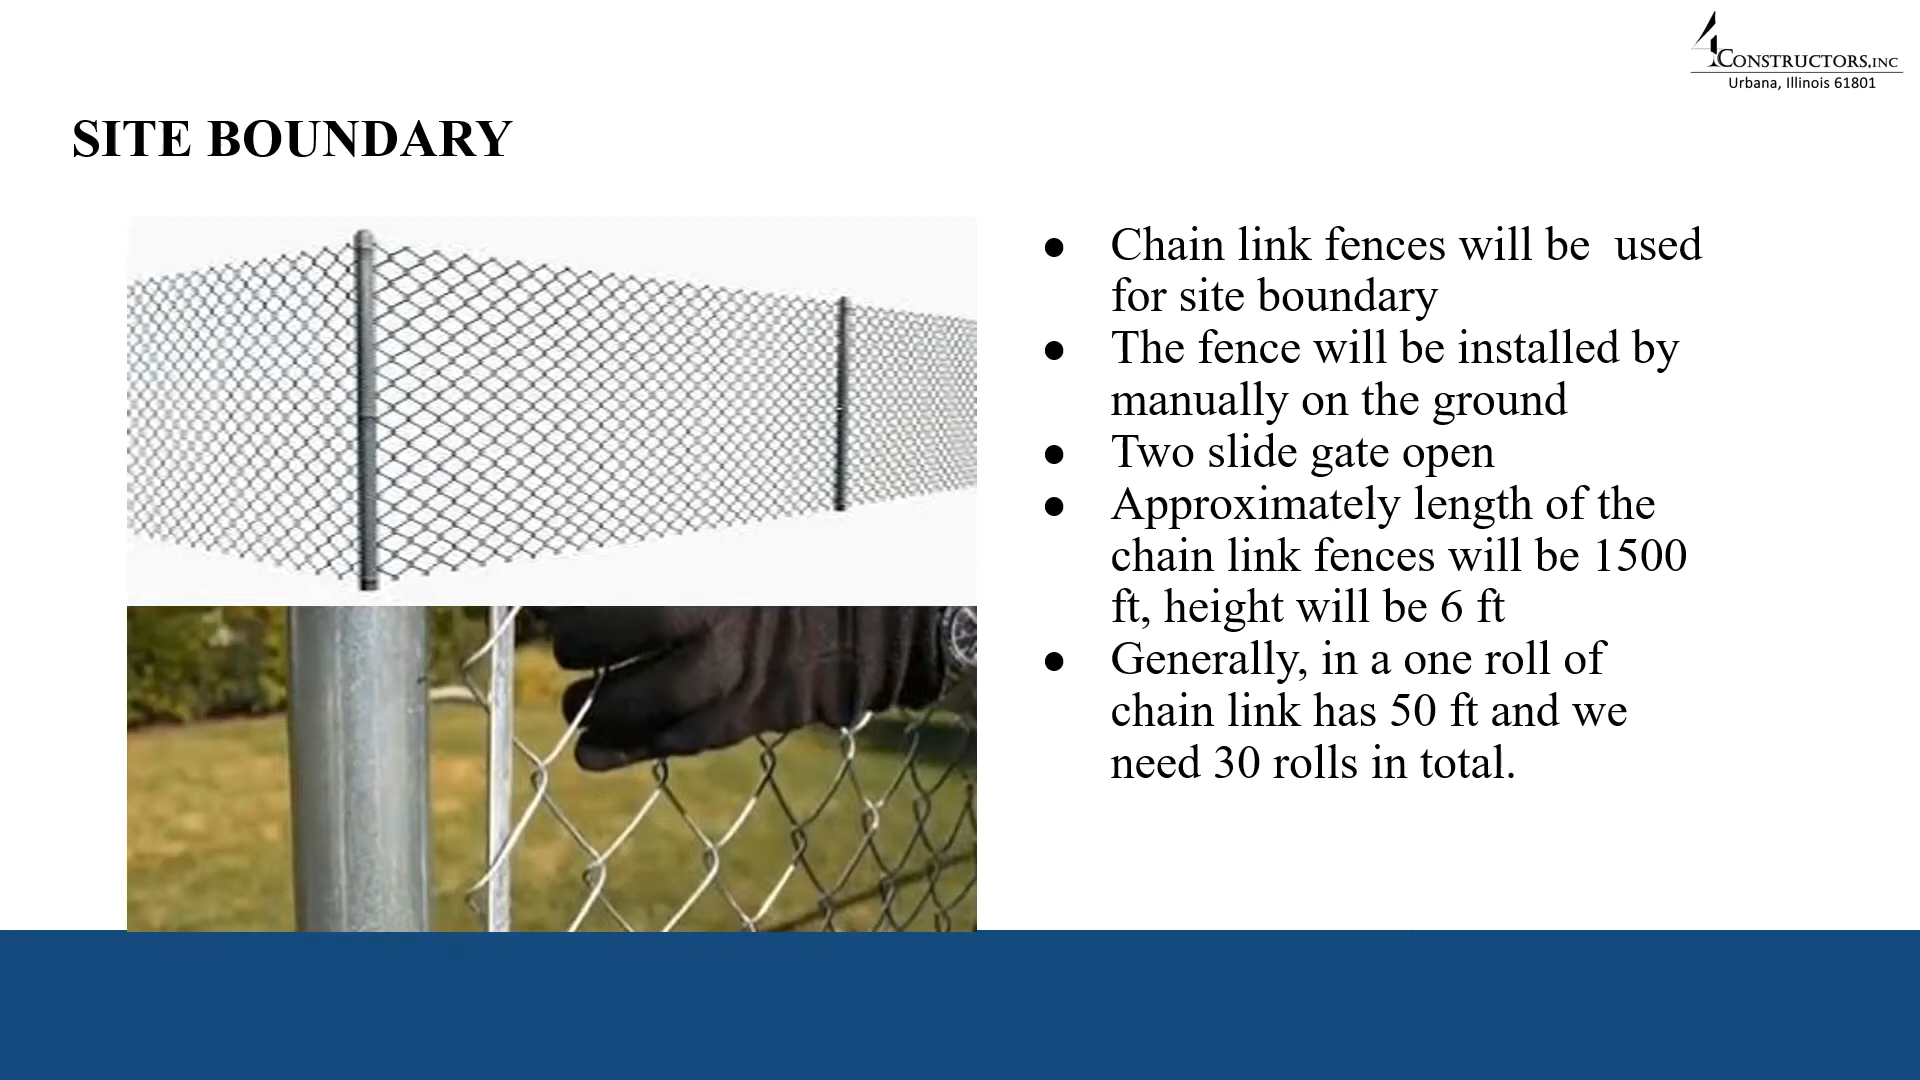 4CONSTRUCTORS,INC
Urbana, Illinois 61801
SITE BOUNDARY
● Chain link fences will be  used
for site boundary
● The fence will be installed by
manually on the ground
● Two slide gate open
● Approximately length of the
chain link fences will be 1500
ft, height will be 6 ft
● Generally, in a one roll of
chain link has 50 ft and we
need 30 rolls in total.